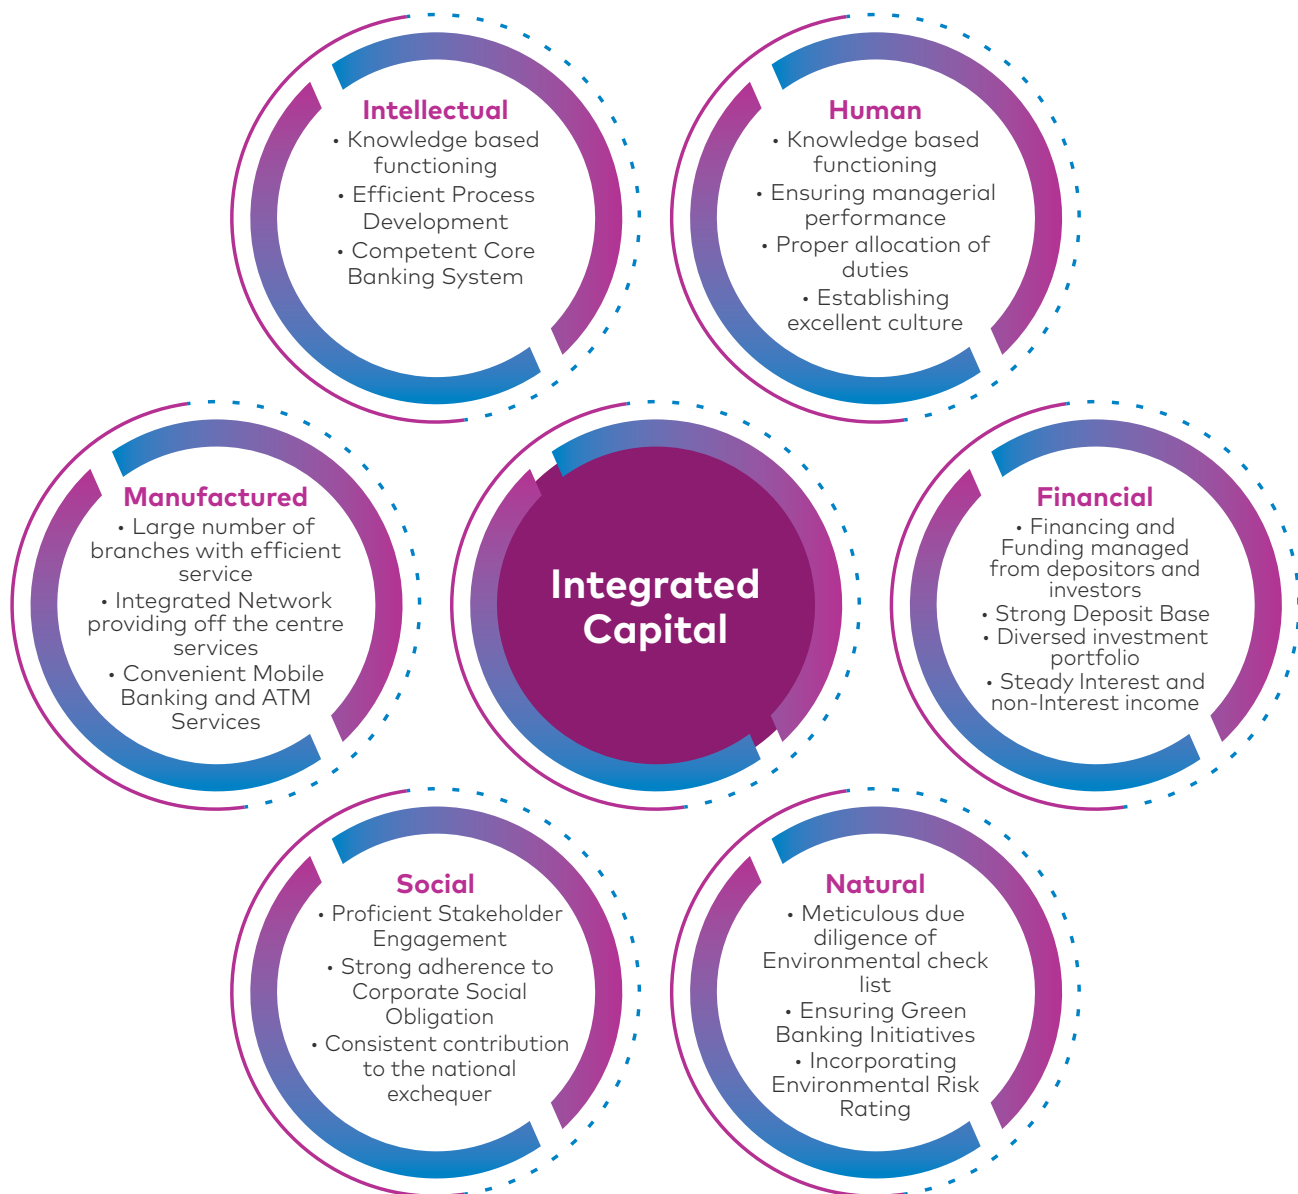 Intellectual
• Knowledge based
functioning
• Efficient Process
Development
• Competent Core
Banking System
Human
• Knowledge based
functioning
• Ensuring managerial
performance
• Proper allocation of
duties
• Establishing
excellent culture
Manufactured
• Large number of
branches with efficient
service
• Integrated Network
providing off the centre
services
• Convenient Mobile
Banking and ATM
Services
Integrated
Capital
Financial
• Financing and
Funding managed
from depositors and
investors
• Strong Deposit Base
• Diversed investment
portfolio
• Steady Interest and
non-Interest income
Social
• Proficient Stakeholder
Engagement
• Strong adherence to
Corporate Social
Obligation
• Consistent contribution
to the national
exchequer
Natural
• Meticulous due
diligence of
Environmental check
list
• Ensuring Green
Banking Initiatives
• Incorporating
Environmental Risk
Rating